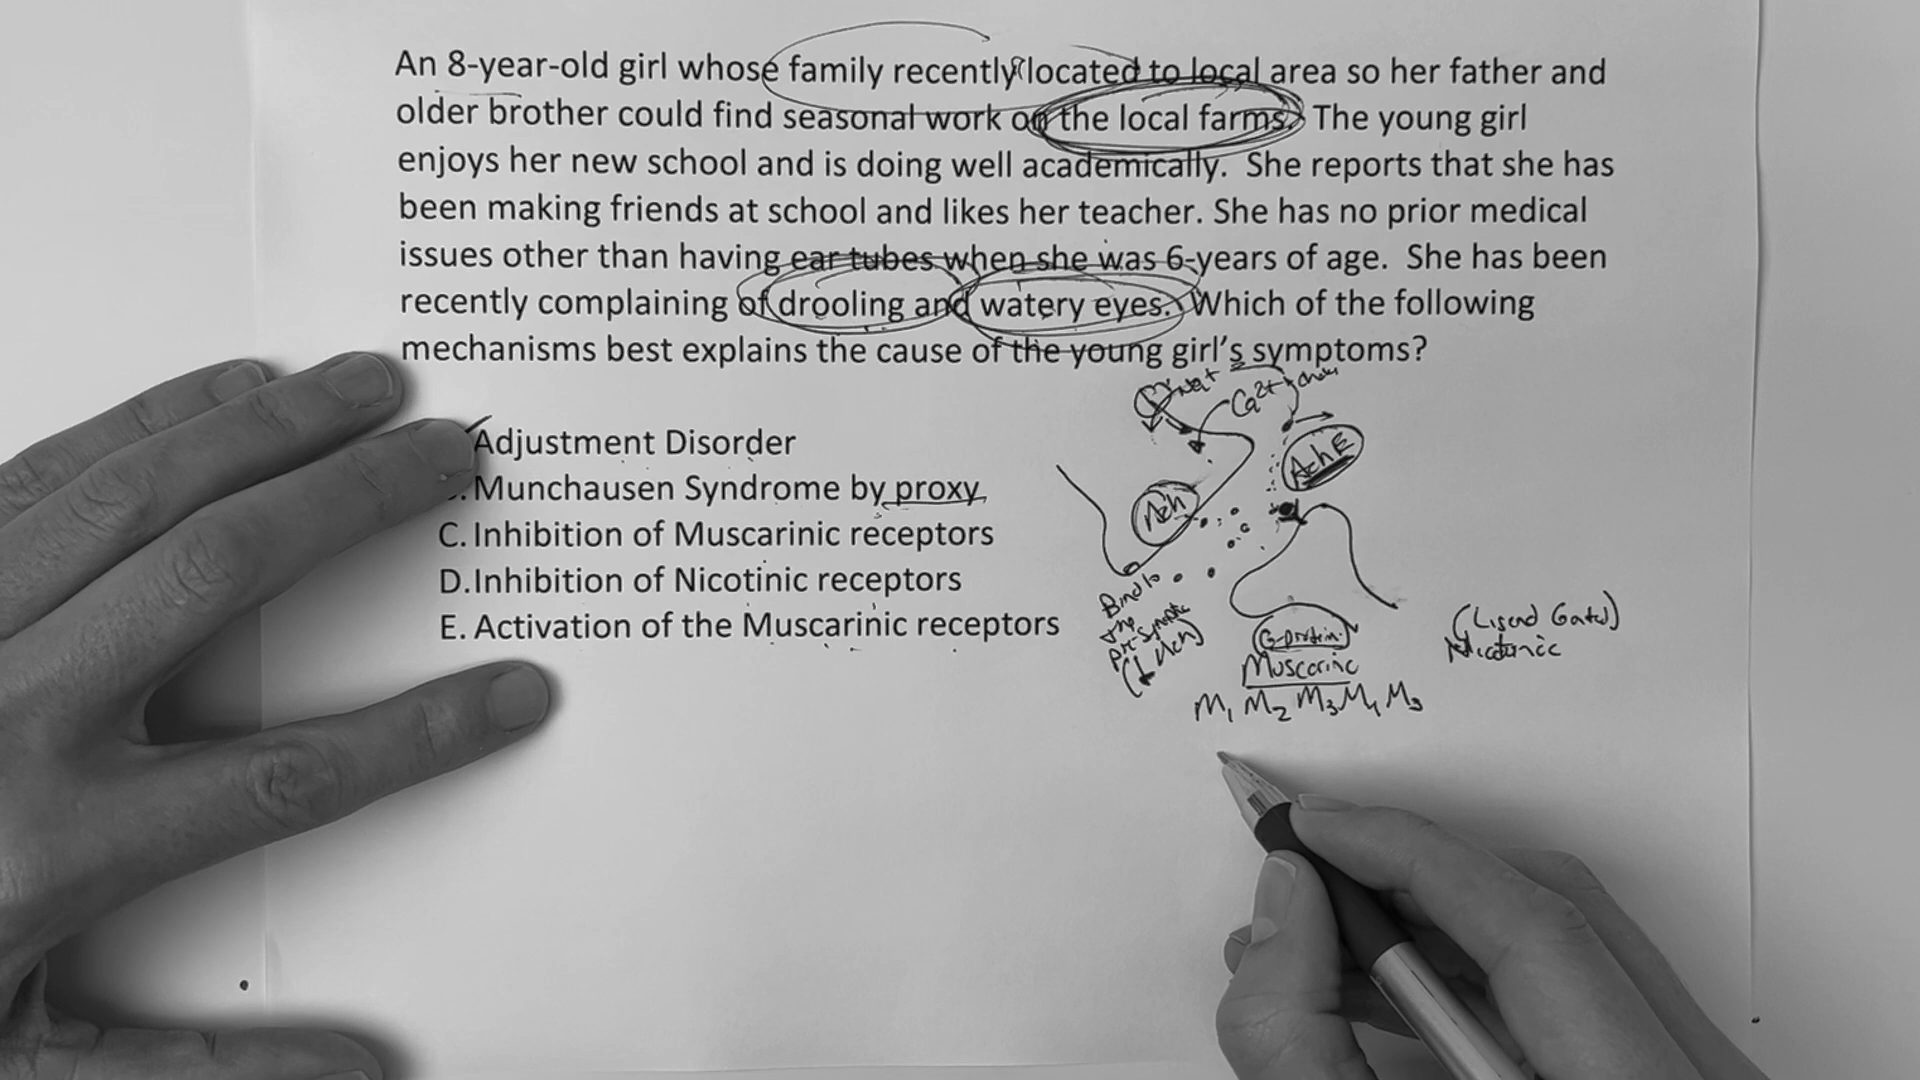 An 8-year-old girl whose family recently located to local area so her father and
older brother could find seasonal work on the local farms. The young girl
enjoys her new school and is doing well academically. She reports that she has
been making friends at school and likes her teacher. She has no prior medical
issues other than having ear tubes when she was 6-years of age. She has been
recently complaining of drooling and watery eyes. Which of the following
mechanisms best explains the cause of the young girl's symptoms?
Adjustment Disorder
Munchausen Syndrome by proxy
C. Inhibition of Muscarinic receptors
D. Inhibition of Nicotinic receptors
E. Activation of the Muscarinic receptors
Na+
Ca2+
AchE
Ach
Bind to
the
pre-synaptic
(↓ Ach)
G-protein
Muscarinc
M1 M2 M3 M4
(Ligand Gated)
Nicotinic